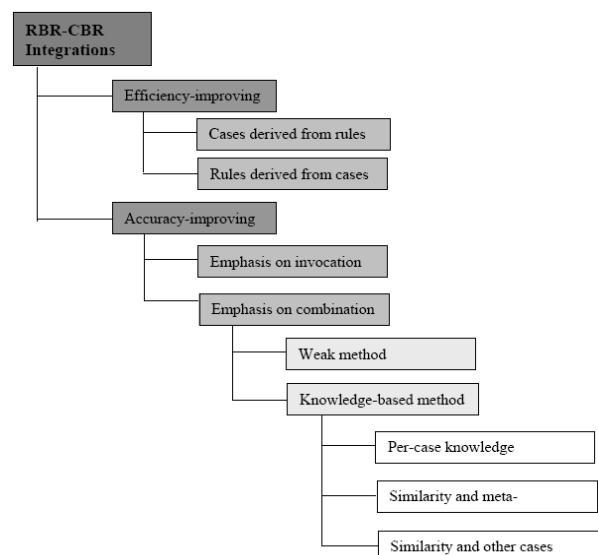 RBR-CBR
Integrations
Efficiency-improving
Cases derived from rules
Rules derived from cases
Accuracy-improving
Emphasis on invocation
Emphasis on combination
Weak method
Knowledge-based method
Per-case knowledge
Similarity and meta-
Similarity and other cases